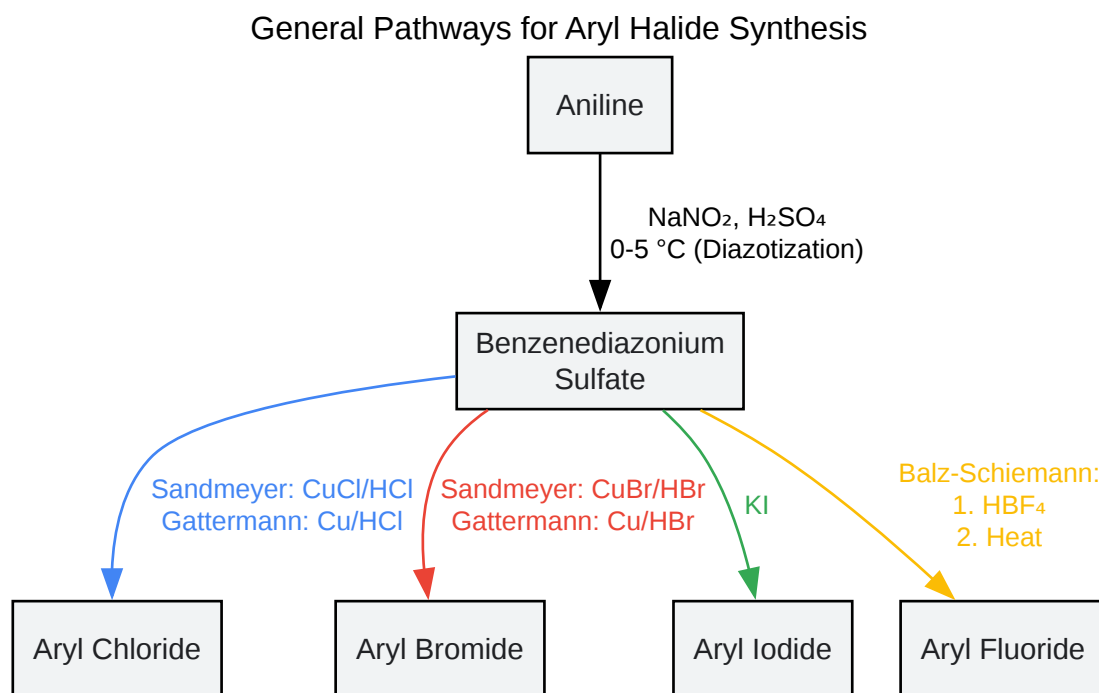 General Pathways for Aryl Halide Synthesis
Aniline
NaNO₂, H₂SO₄
0-5 °C (Diazotization)
Benzenediazonium
Sulfate
Sandmeyer: CuCl/HCl
Gattermann: Cu/HCl
Sandmeyer: CuBr/HBr
Gattermann: Cu/HBr
KI
Balz-Schiemann:
1. HBF₄
2. Heat
Aryl Chloride
Aryl Bromide
Aryl Iodide
Aryl Fluoride